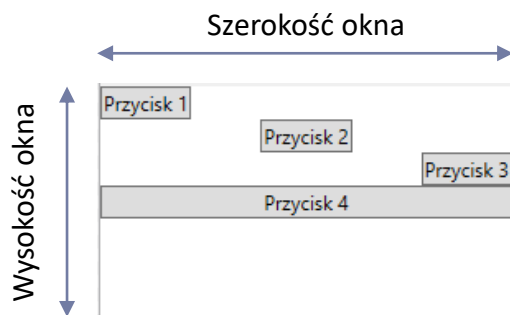 Szerokość okna
Wysokość okna
Przycisk 1
Przycisk 2
Przycisk 3
Przycisk 4